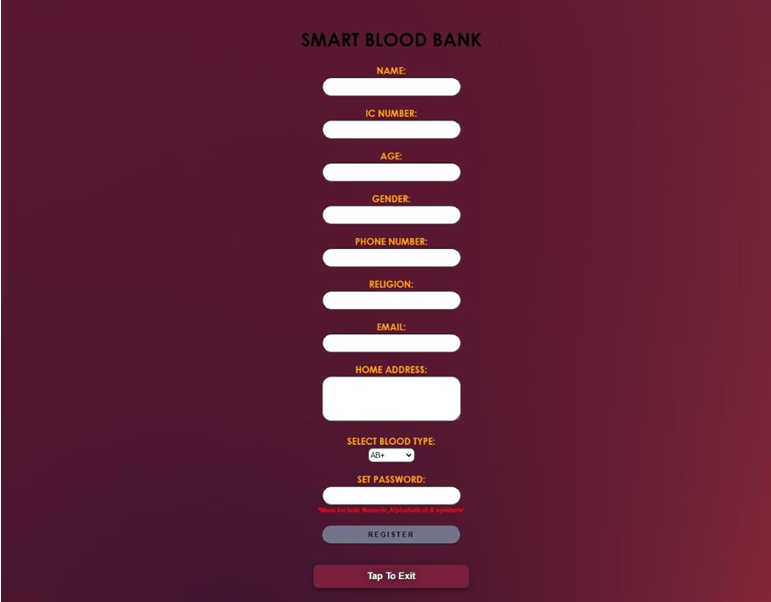 SMART BLOOD BANK
NAME:
IC NUMBER:
AGE:
GENDER:
PHONE NUMBER:
RELIGION:
EMAIL:
HOME ADDRESS:
SELECT BLOOD TYPE:
AB+
SET PASSWORD:
*Must Include Numeric,Alphabetical & symbols*
REGISTER
Tap To Exit